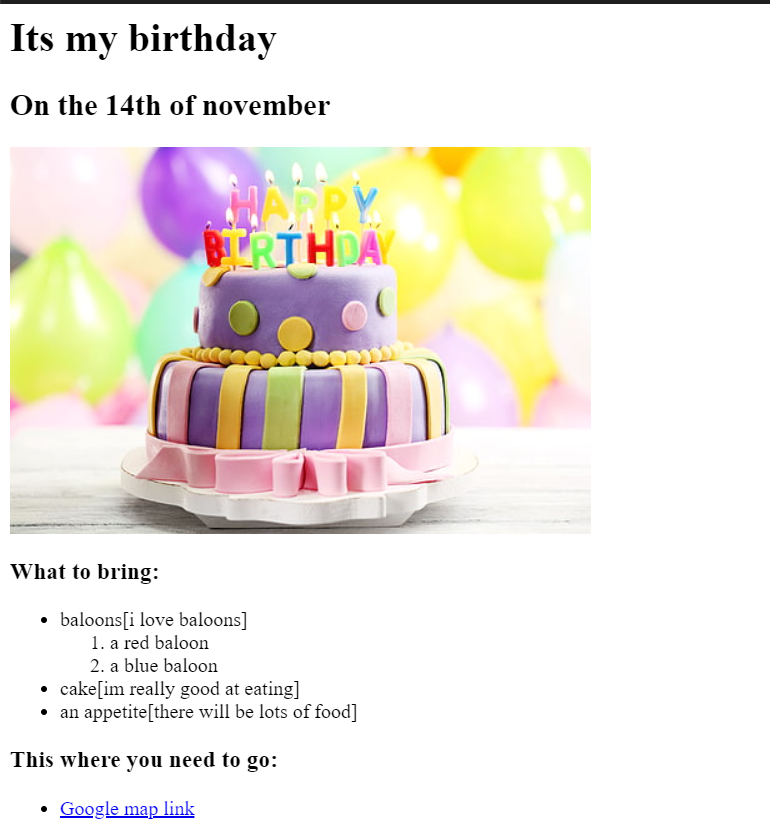 Its my birthday
On the 14th of november
HAPPY
BIRTHDAY
What to bring:
• baloons[i love baloons]
1. a red baloon
2. a blue baloon
• cake[im really good at eating]
• an appetite[there will be lots of food]
This where you need to go:
• Google map link